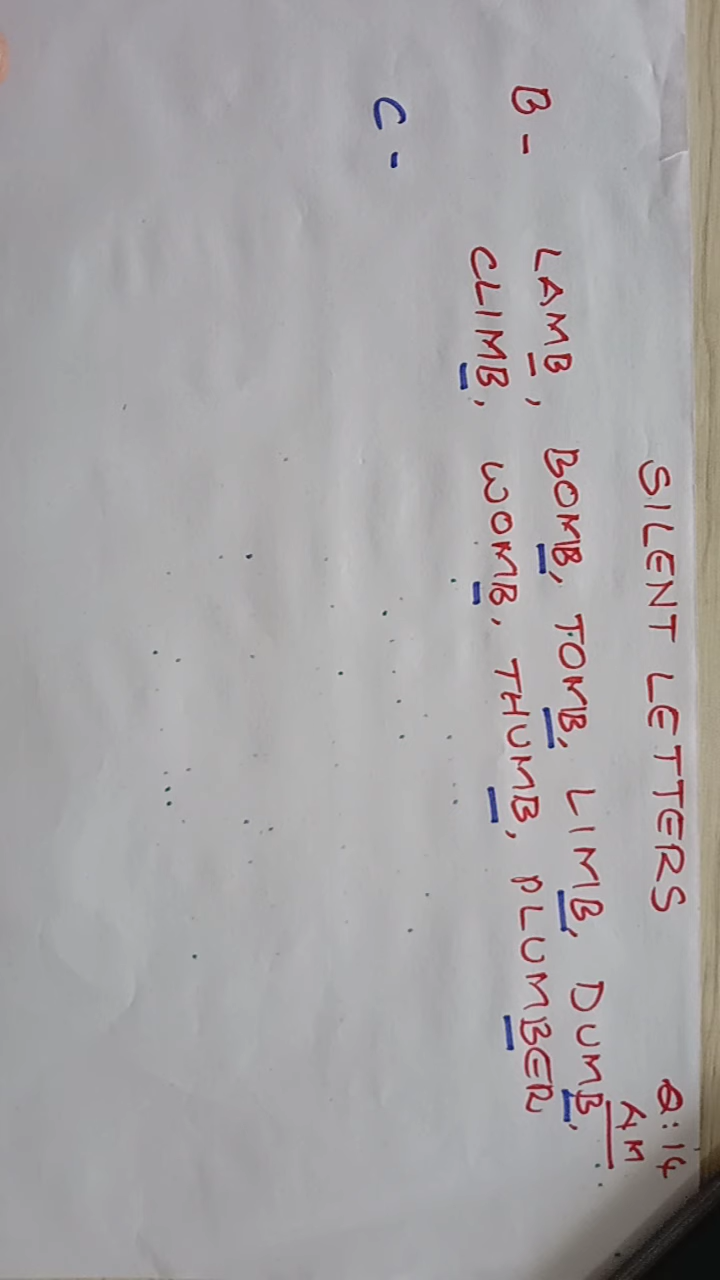 SILENT LETTERS
Q:14
AM
B - LAMB, BOMB, TOMB, LIMB, DUMB,
CLIMB, WOMB, THUMB, PLUMBER
C -